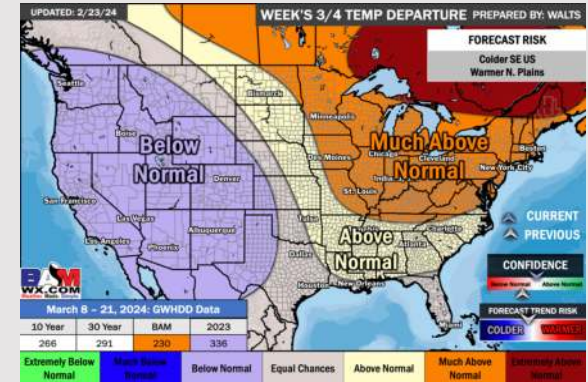 UPDATED: 2/23/24
WEEK'S 3/4 TEMP DEPARTURE
PREPARED BY: WALTS
FORECAST RISK
Colder SE US
Warmer N. Plains
Seattle
Bismarck
Minneapolis
Boise
Below
Normal
Much Above
Normal
Boston
Chicago
Cleveland
New York City
Des Moines
Denver
St. Louis
San Francisco
Las Vegas
Los Angeles
Albuquerque
Phoenix
Tulsa
Charlotte
Atlanta
Above
Normal
Dallas
Houston
New Orleans
Miami
CURRENT
PREVIOUS
CONFIDENCE
Below Normal
Above Normal
FORECAST TREND RISK
COLDER
WARMER
BAM
WX.COM
March 8 - 21, 2024: GWHDD Data
10 Year 30 Year BAM 2023
266 291 230 336
Extremely Below Normal
Much Below Normal
Below Normal
Equal Chances
Above Normal
Much Above Normal
Extremely Above Normal